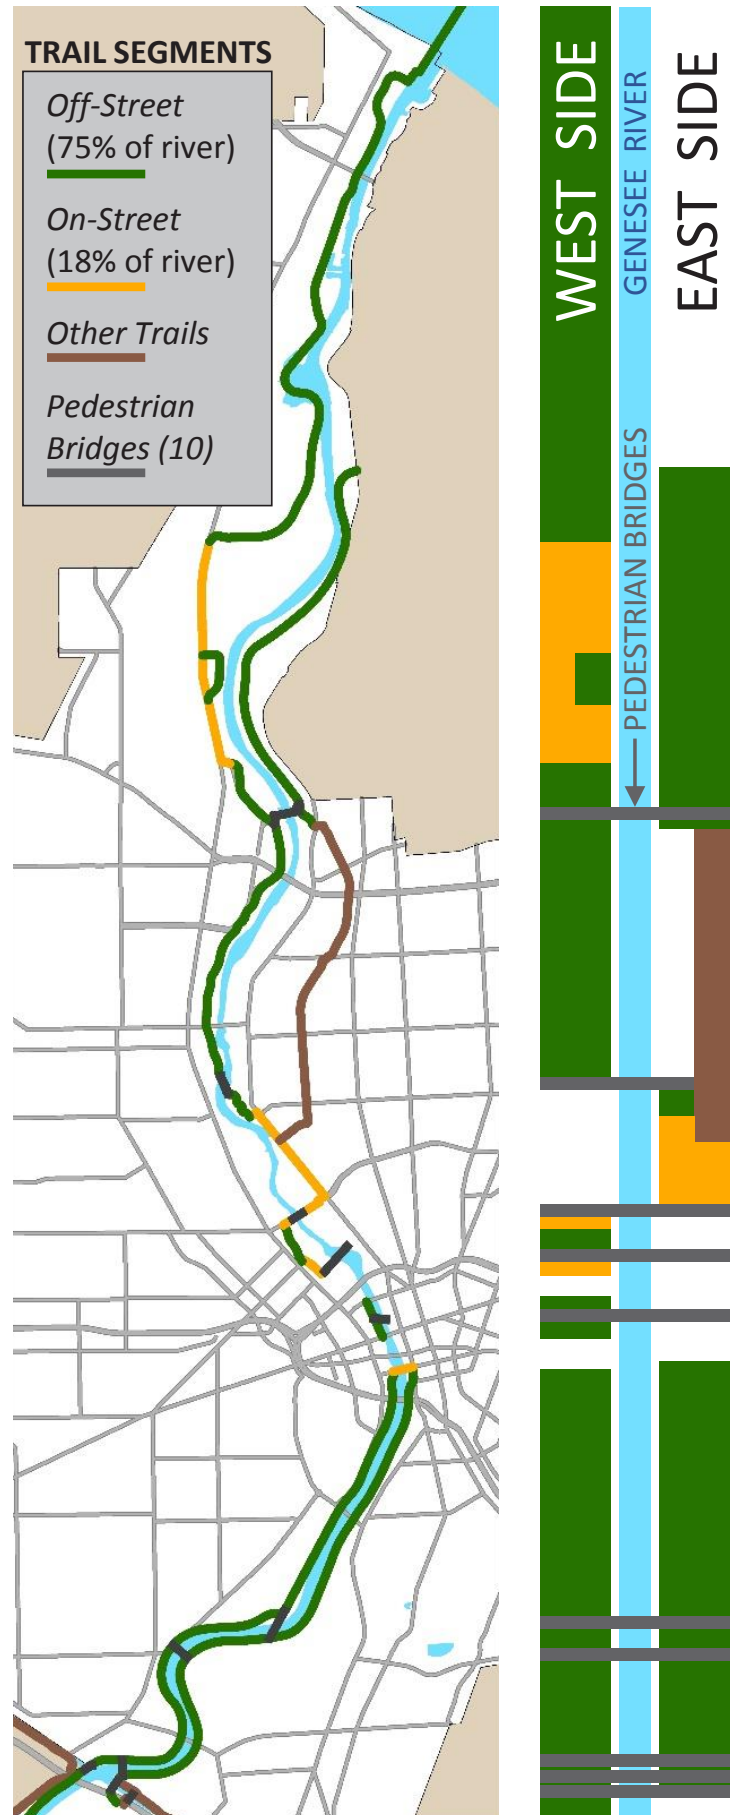 TRAIL SEGMENTS
Off-Street
(75% of river)
On-Street
(18% of river)
Other Trails
Pedestrian
Bridges (10)
WEST SIDE
GENESEE RIVER
PEDESTRIAN BRIDGES
EAST SIDE